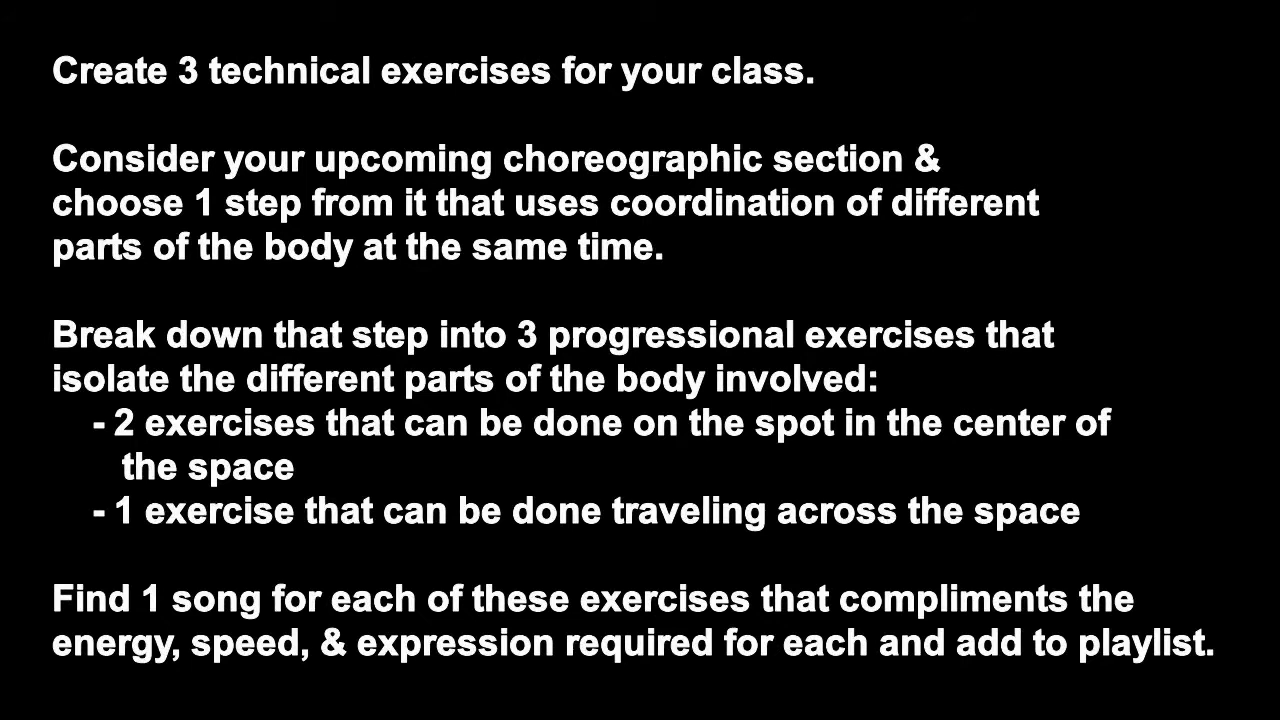 Create 3 technical exercises for your class.
Consider your upcoming choreographic section &
choose 1 step from it that uses coordination of different
parts of the body at the same time.
Break down that step into 3 progressional exercises that
isolate the different parts of the body involved:
- 2 exercises that can be done on the spot in the center of
the space
- 1 exercise that can be done traveling across the space
Find 1 song for each of these exercises that compliments the
energy, speed, & expression required for each and add to playlist.